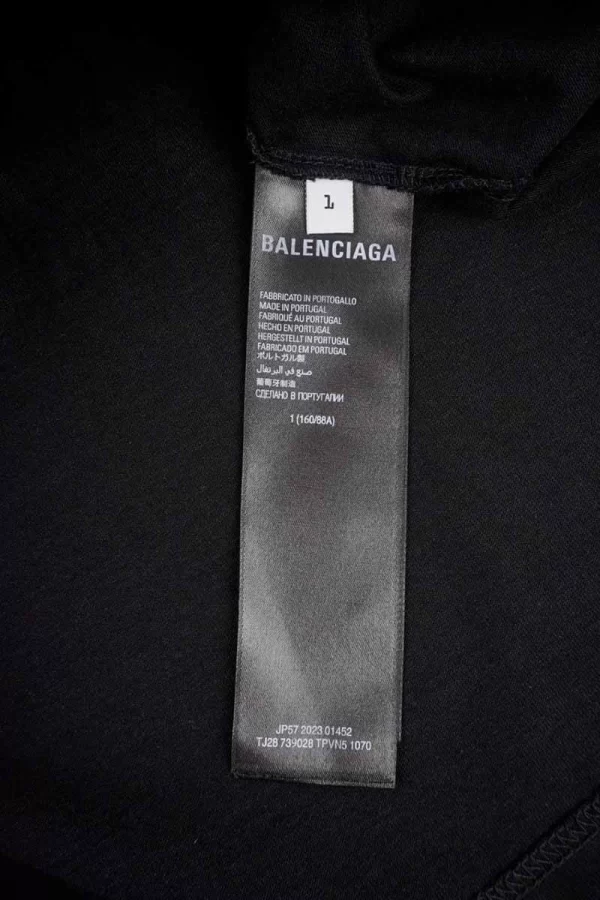 1
BALENCIAGA
FABBRICATO IN PORTOGALLO
MADE IN PORTUGAL
FABRIQUÉ AU PORTUGAL
HECHO EN PORTUGAL
HERGESTELLT IN PORTUGAL
FABRICADO EM PORTUGAL
ポルトガル製
صنع في البرتغال
葡萄牙制造
СДЕЛАНО В ПОРТУГАЛИИ
1 (160/88A)
JP57 2023 01452
TJ28 739028 TPVN5 1070